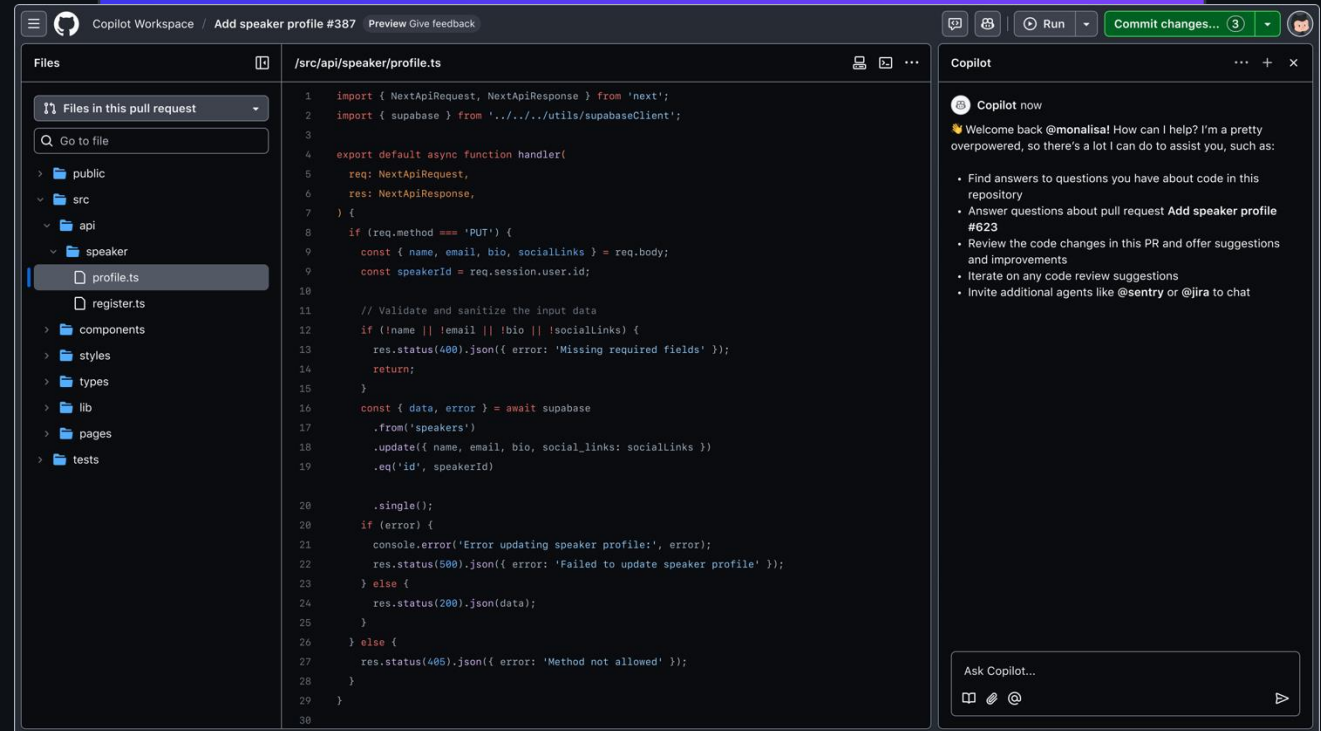 Copilot Workspace / Add speaker profile #387 Preview Give feedback
Run
Commit changes... 3
Files
Files in this pull request
Go to file
public
src
api
speaker
profile.ts
register.ts
components
styles
types
lib
pages
tests
/src/api/speaker/profile.ts
1 import { NextApiRequest, NextApiResponse } from 'next';
2 import { supabase } from '../../../utils/supabaseClient';
3
4 export default async function handler(
5 req: NextApiRequest,
6 res: NextApiResponse,
7 ) {
8 if (req.method === 'PUT') {
9 const { name, email, bio, socialLinks } = req.body;
9 const speakerId = req.session.user.id;
10
11 // Validate and sanitize the input data
12 if (!name || !email || !bio || !socialLinks) {
13 res.status(400).json({ error: 'Missing required fields' });
14 return;
15 }
16 const { data, error } = await supabase
17 .from('speakers')
18 .update({ name, email, bio, social_links: socialLinks })
19 .eq('id', speakerId)
20 .single();
20 if (error) {
21 console.error('Error updating speaker profile:', error);
22 res.status(500).json({ error: 'Failed to update speaker profile' });
23 } else {
24 res.status(200).json(data);
25 }
26 } else {
27 res.status(405).json({ error: 'Method not allowed' });
28 }
29 }
30
Copilot
Copilot now
👋 Welcome back @monalisa! How can I help? I'm a pretty
overpowered, so there's a lot I can do to assist you, such as:
• Find answers to questions you have about code in this
repository
• Answer questions about pull request Add speaker profile
#623
• Review the code changes in this PR and offer suggestions
and improvements
• Iterate on any code review suggestions
• Invite additional agents like @sentry or @jira to chat
Ask Copilot...